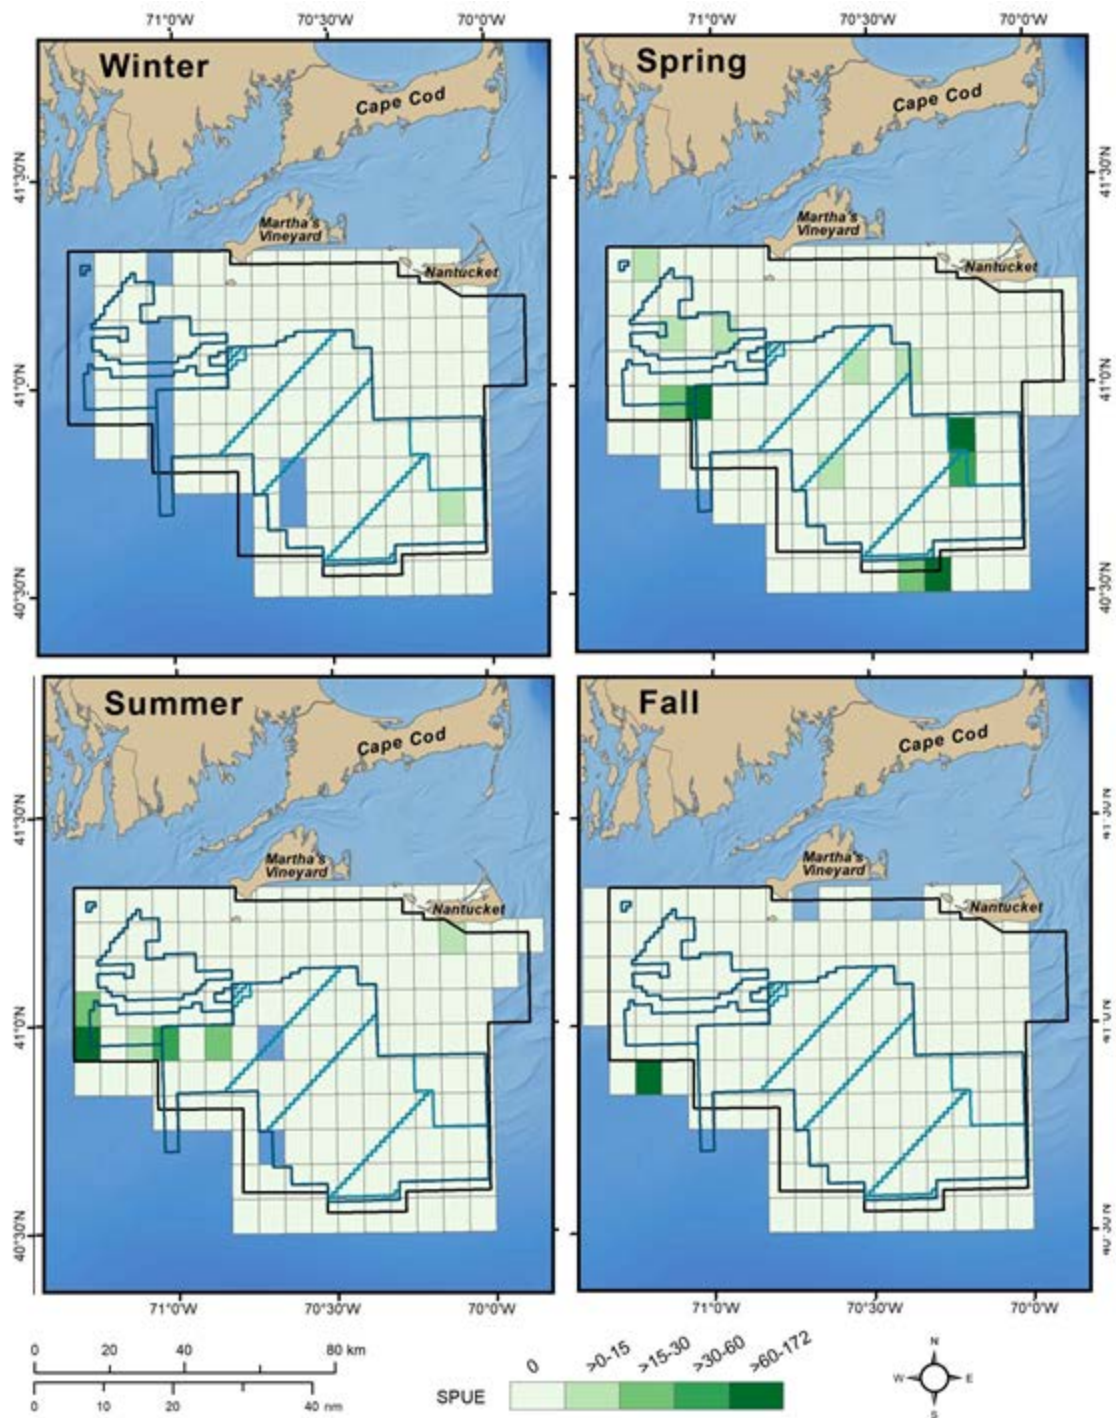 71°0'W 70°30'W 70°0'W 71°0'W 70°30'W 70°0'W
Winter
Cape Cod
41°30'N
Martha's
Vineyard
Nantucket
41°0'N
40°30'N
Spring
Cape Cod
41°30'N
Martha's
Vineyard
Nantucket
41°0'N
40°30'N
Summer
Cape Cod
41°30'N
Martha's
Vineyard
Nantucket
41°0'N
40°30'N
Fall
Cape Cod
Martha's
Vineyard
Nantucket
71°0'W 70°30'W 70°0'W 71°0'W 70°30'W 70°0'W
0 20 40 80 km
0 10 20 40 nm
0 >0-15 >15-30 >30-60 >60-172
SPUE
N
W E
S